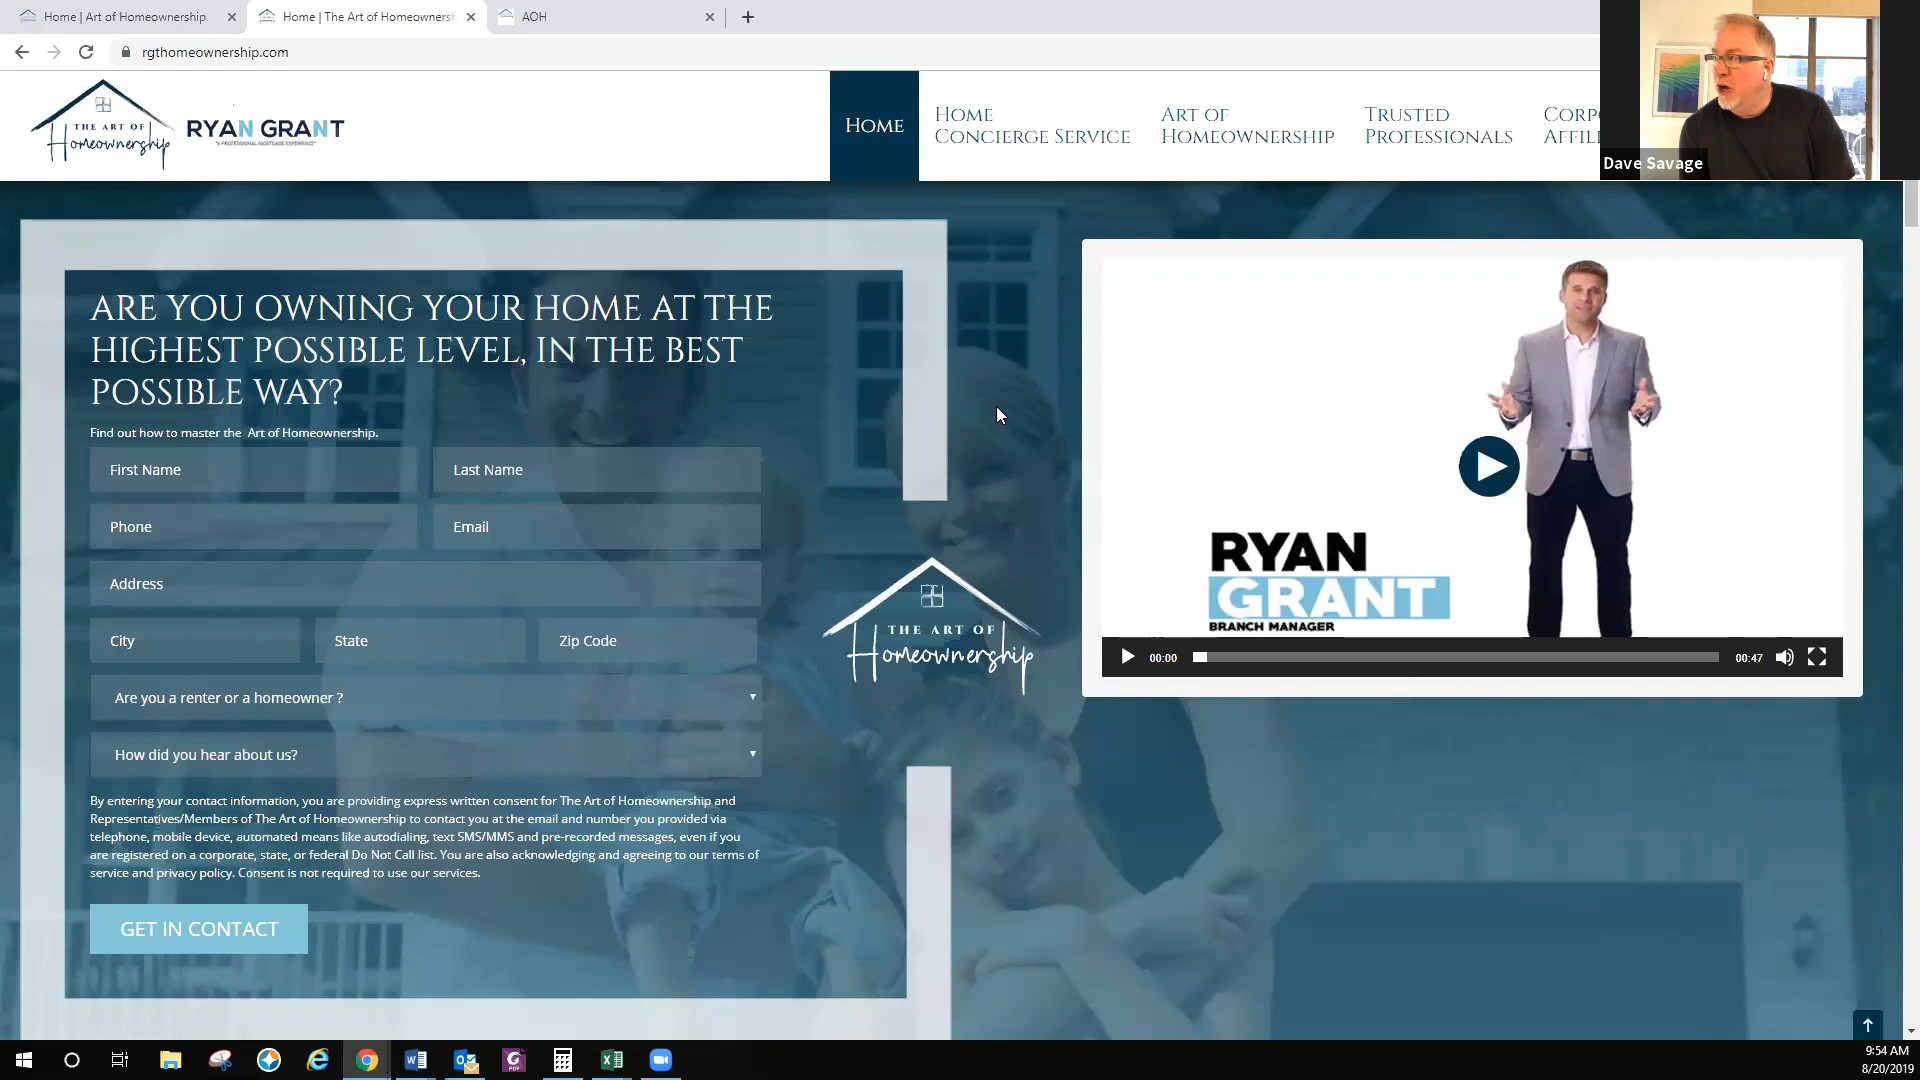 Home | Art of Homeownership
Home | The Art of Homeownersh
AOH
rgthomeownership.com
THE ART OF
Homeownership
RYAN GRANT
"A PROFESSIONAL MORTGAGE EXPERIENCE"
HOME
HOME
CONCIERGE SERVICE
ART OF
HOMEOWNERSHIP
TRUSTED
PROFESSIONALS
CORP
AFFILI
Dave Savage
ARE YOU OWNING YOUR HOME AT THE
HIGHEST POSSIBLE LEVEL, IN THE BEST
POSSIBLE WAY?
Find out how to master the Art of Homeownership.
First Name
Last Name
Phone
Email
Address
City
State
Zip Code
Are you a renter or a homeowner ?
How did you hear about us?
By entering your contact information, you are providing express written consent for The Art of Homeownership and
Representatives/Members of The Art of Homeownership to contact you at the email and number you provided via
telephone, mobile device, automated means like autodialing, text SMS/MMS and pre-recorded messages, even if you
are registered on a corporate, state, or federal Do Not Call list. You are also acknowledging and agreeing to our terms of
service and privacy policy. Consent is not required to use our services.
GET IN CONTACT
THE ART OF
Homeownership
RYAN
GRANT
BRANCH MANAGER
00:00
00:47
9:54 AM
8/20/2019